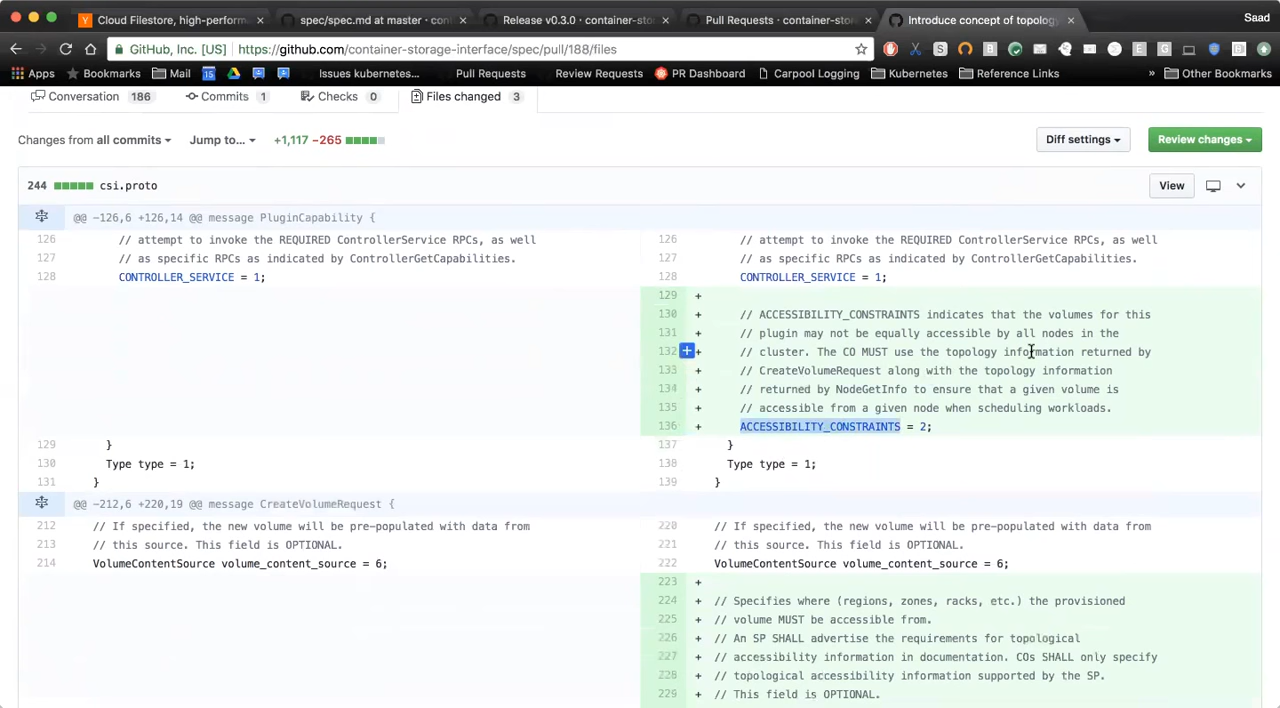 Cloud Filestore, high-perform
spec/spec.md at master · con
Release v0.3.0 · container-sto
Pull Requests · container-stor
Introduce concept of topology
Saad
GitHub, Inc. [US]
https://github.com/container-storage-interface/spec/pull/188/files
Apps
Bookmarks
Mail
Issues kubernetes...
Pull Requests
Review Requests
PR Dashboard
Carpool Logging
Kubernetes
Reference Links
»
Other Bookmarks
Conversation 186
Commits 1
Checks 0
Files changed 3
Changes from all commits
Jump to...
+1,117 −265
Diff settings
Review changes
244 csi.proto
View
@@ -126,6 +126,14 @@ message PluginCapability {
126 // attempt to invoke the REQUIRED ControllerService RPCs, as well
127 // as specific RPCs as indicated by ControllerGetCapabilities.
128 CONTROLLER_SERVICE = 1;
129 }
130 Type type = 1;
131 }
126 // attempt to invoke the REQUIRED ControllerService RPCs, as well
127 // as specific RPCs as indicated by ControllerGetCapabilities.
128 CONTROLLER_SERVICE = 1;
129 +
130 + // ACCESSIBILITY_CONSTRAINTS indicates that the volumes for this
131 + // plugin may not be equally accessible by all nodes in the
132 + // cluster. The CO MUST use the topology information returned by
133 + // CreateVolumeRequest along with the topology information
134 + // returned by NodeGetInfo to ensure that a given volume is
135 + // accessible from a given node when scheduling workloads.
136 + ACCESSIBILITY_CONSTRAINTS = 2;
137 }
138 Type type = 1;
139 }
@@ -212,6 +220,19 @@ message CreateVolumeRequest {
212 // If specified, the new volume will be pre-populated with data from
213 // this source. This field is OPTIONAL.
214 VolumeContentSource volume_content_source = 6;
220 // If specified, the new volume will be pre-populated with data from
221 // this source. This field is OPTIONAL.
222 VolumeContentSource volume_content_source = 6;
223 +
224 + // Specifies where (regions, zones, racks, etc.) the provisioned
225 + // volume MUST be accessible from.
226 + // An SP SHALL advertise the requirements for topological
227 + // accessibility information in documentation. COs SHALL only specify
228 + // topological accessibility information supported by the SP.
229 + // This field is OPTIONAL.